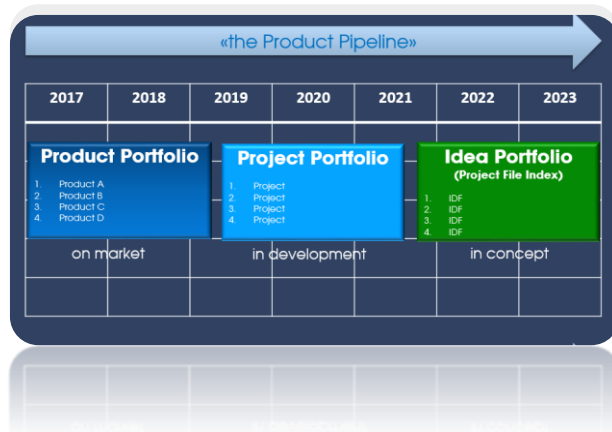 «the Product Pipeline»
2017 2018 2019 2020 2021 2022 2023
Product Portfolio
1. Product A
2. Product B
3. Product C
4. Product D
on market
Project Portfolio
1. Project
2. Project
3. Project
4. Project
in development
Idea Portfolio
(Project File Index)
1. IDF
2. IDF
3. IDF
4. IDF
in concept